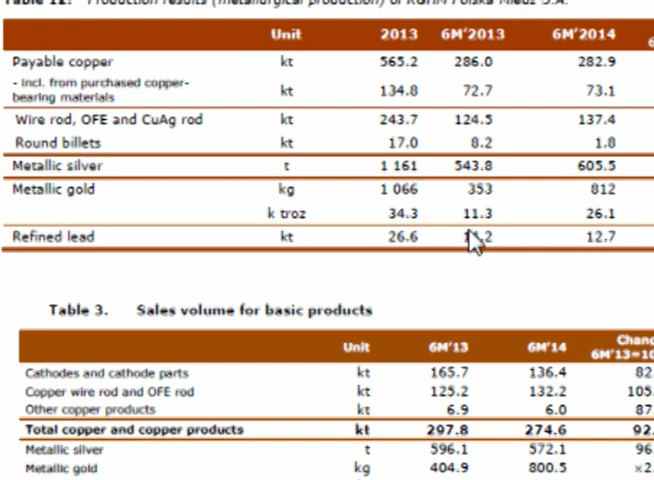 Table 12. Production results (metallurgical production) of KGHM Polska Miedź S.A.
Unit 2013 6M'2013 6M'2014 6
Payable copper kt 565.2 286.0 282.9
- incl. from purchased copper-
bearing materials kt 134.8 72.7 73.1
Wire rod, OFE and CuAg rod kt 243.7 124.5 137.4
Round billets kt 17.0 8.2 1.8
Metallic silver t 1 161 543.8 605.5
Metallic gold kg 1 066 353 812
k troz 34.3 11.3 26.1
Refined lead kt 26.6 12.7
Table 3. Sales volume for basic products
Unit 6M'13 6M'14 Chang
6M'13=10
Cathodes and cathode parts kt 165.7 136.4 82
Copper wire rod and OFE rod kt 125.2 132.2 105.
Other copper products kt 6.9 6.0 87
Total copper and copper products kt 297.8 274.6 92.
Metallic silver t 596.1 572.1 96
Metallic gold kg 404.9 800.5 x2